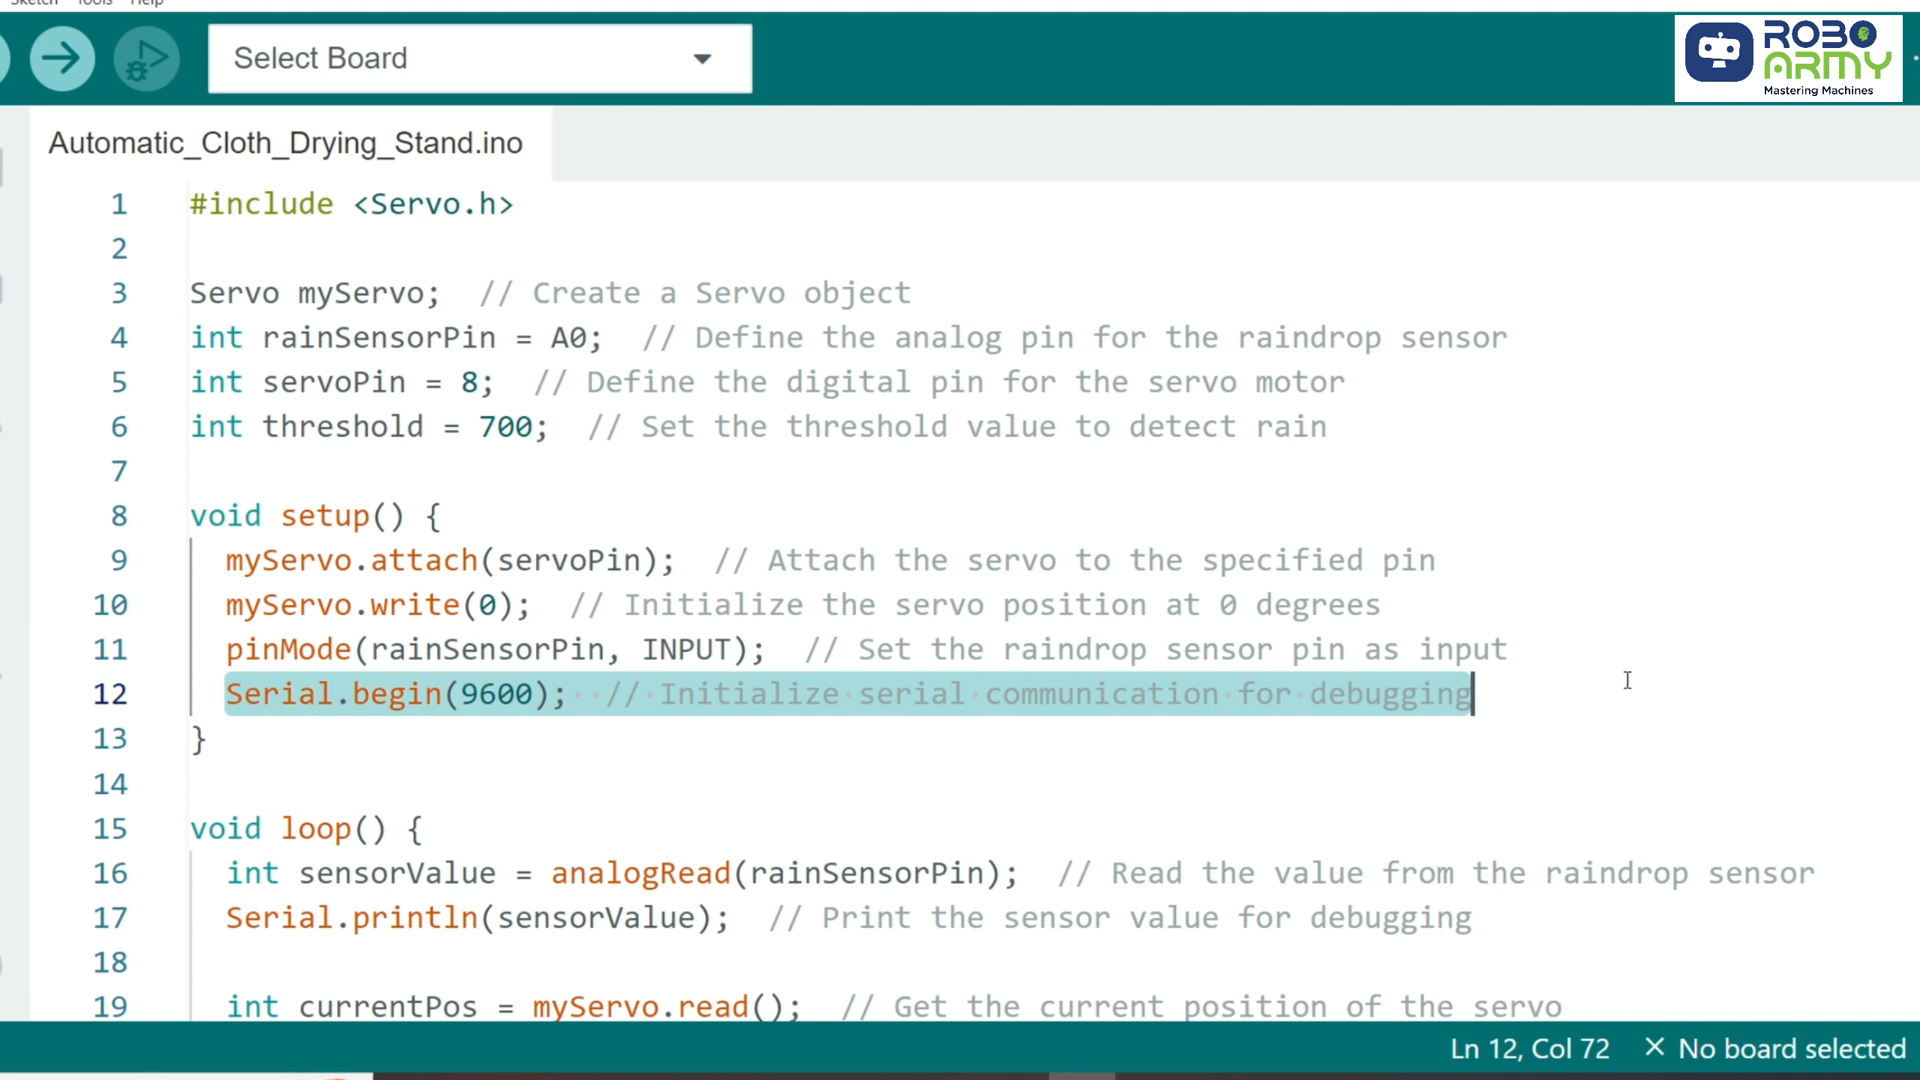 Sketch Tools Help
Select Board
ROBO
ARMY
Mastering Machines
Automatic_Cloth_Drying_Stand.ino
1 #include <Servo.h>
2
3 Servo myServo;  // Create a Servo object
4 int rainSensorPin = A0;  // Define the analog pin for the raindrop sensor
5 int servoPin = 8;  // Define the digital pin for the servo motor
6 int threshold = 700;  // Set the threshold value to detect rain
7
8 void setup() {
9 myServo.attach(servoPin);  // Attach the servo to the specified pin
10 myServo.write(0);  // Initialize the servo position at 0 degrees
11 pinMode(rainSensorPin, INPUT);  // Set the raindrop sensor pin as input
12 Serial.begin(9600);  // Initialize serial communication for debugging
13 }
14
15 void loop() {
16 int sensorValue = analogRead(rainSensorPin);  // Read the value from the raindrop sensor
17 Serial.println(sensorValue);  // Print the sensor value for debugging
18
19 int currentPos = myServo.read();  // Get the current position of the servo
Ln 12, Col 72 × No board selected